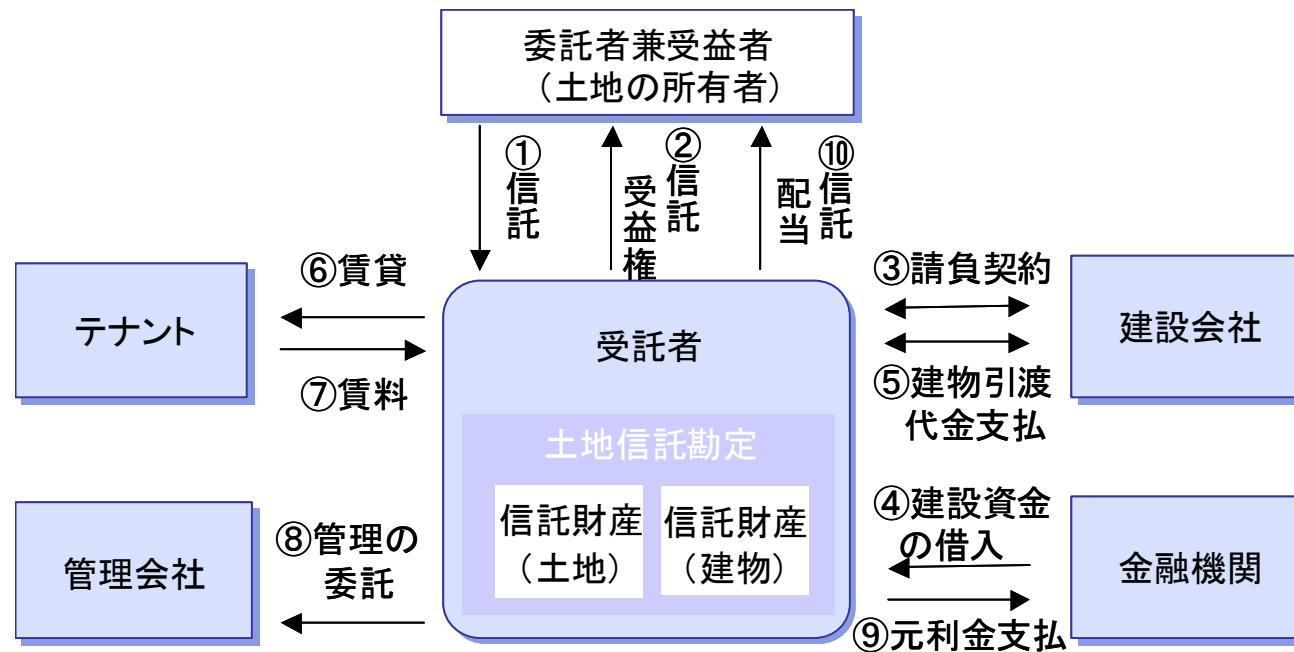 委託者兼受益者
（土地の所有者）
①信託
②信託
受益権
⑩信託
配当
⑥賃貸
テナント
⑦賃料
受託者
③請負契約
建設会社
⑤建物引渡
代金支払
土地信託勘定
信託財産
（土地）
信託財産
（建物）
⑧管理の
委託
管理会社
④建設資金
の借入
金融機関
⑨元利金支払